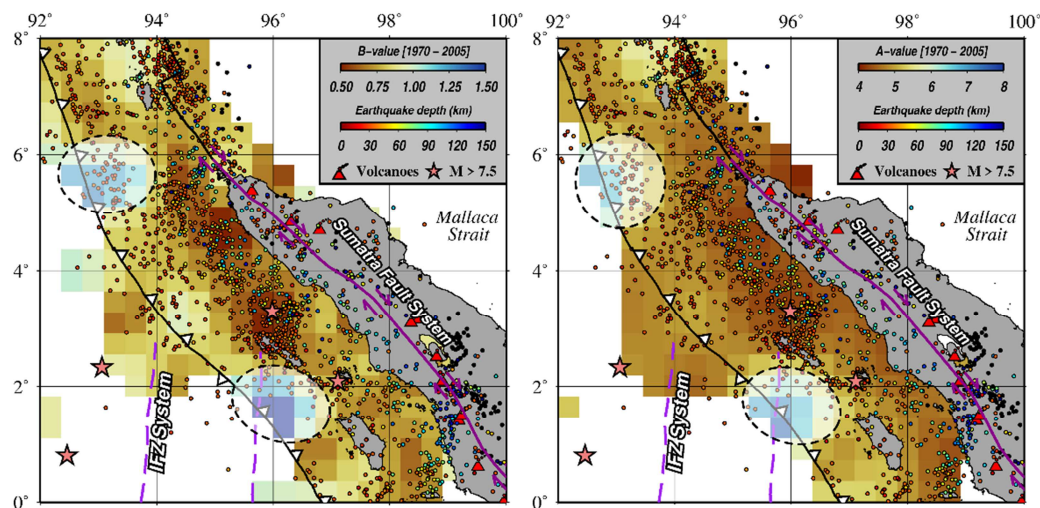 92° 94° 96° 98° 100°
8°
6°
4°
2°
0°
B-value [1970 – 2005]
0.50 0.75 1.00 1.25 1.50
Earthquake depth (km)
0 30 60 90 120 150
Volcanoes M > 7.5
Mallaca
Strait
Sumatra Fault System
IFZ System
92° 94° 96° 98° 100°
8°
6°
4°
2°
0°
A-value [1970 – 2005]
4 5 6 7 8
Earthquake depth (km)
0 30 60 90 120 150
Volcanoes M > 7.5
Mallaca
Strait
Sumatra Fault System
IFZ System